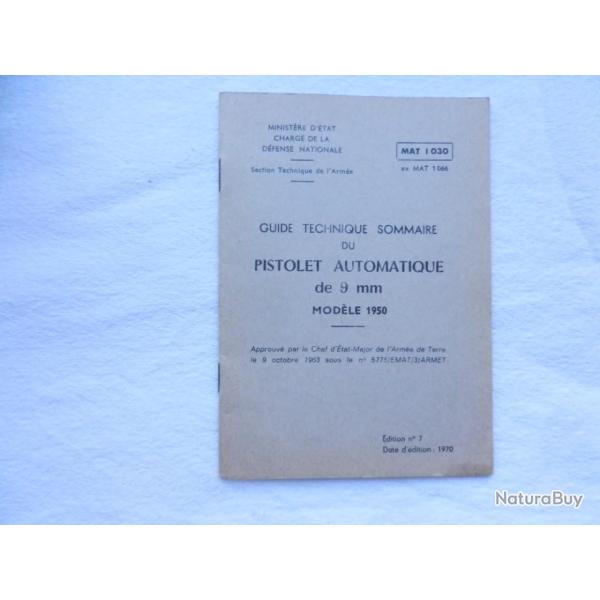 MINISTÈRE D'ÉTAT
CHARGÉ DE LA
DÉFENSE NATIONALE
Section Technique de l'Armée
MAT 1030
ex MAT 1066
GUIDE TECHNIQUE SOMMAIRE
DU
PISTOLET AUTOMATIQUE
de 9 mm
MODÈLE 1950
Approuvé par le Chef d'État-Major de l'Armée de Terre
le 9 octobre 1953 sous le n° 5775/EMAT/3/ARMET.
Édition n° 7
Date d'édition : 1970
NaturaBuy